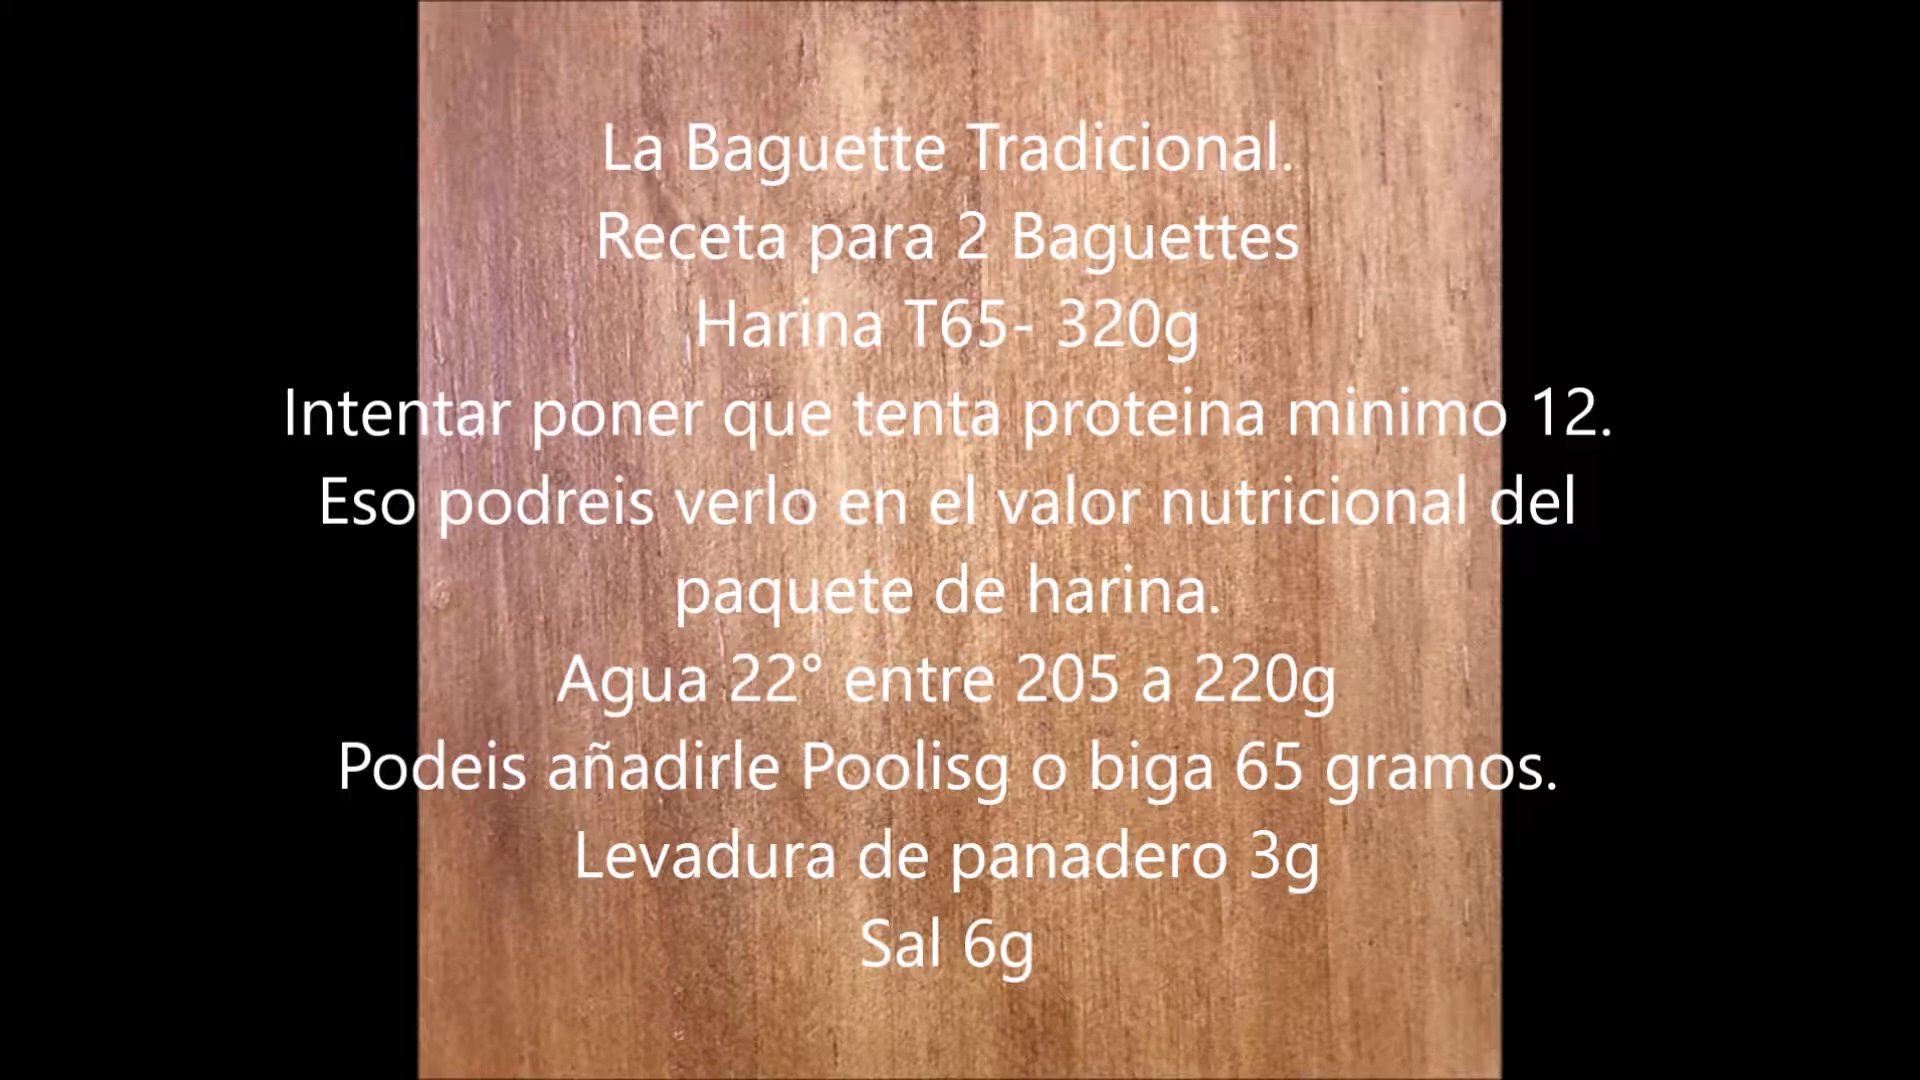 La Baguette Tradicional.
Receta para 2 Baguettes
Harina T65- 320g
Intentar poner que tenta proteina minimo 12.
Eso podreis verlo en el valor nutricional del
paquete de harina.
Agua 22° entre 205 a 220g
Podeis añadirle Poolisg o biga 65 gramos.
Levadura de panadero 3g
Sal 6g